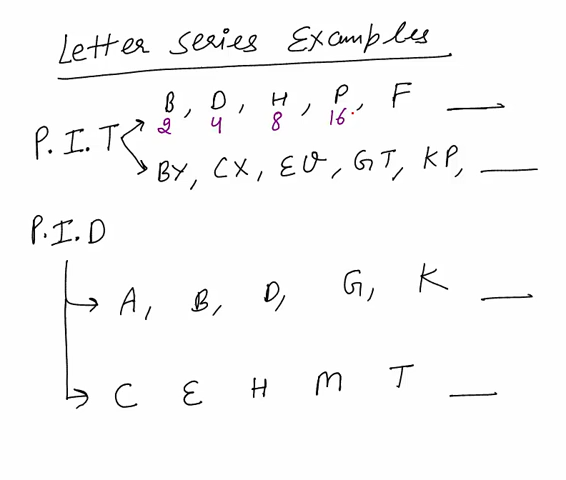 Letter Series Examples
B, D, H, P, F ___
2 4 8 16
P.I.T
BY, CX, EV, GT, KP, ___
P.I.D
A, B, D, G, K ___
C E H M T ___